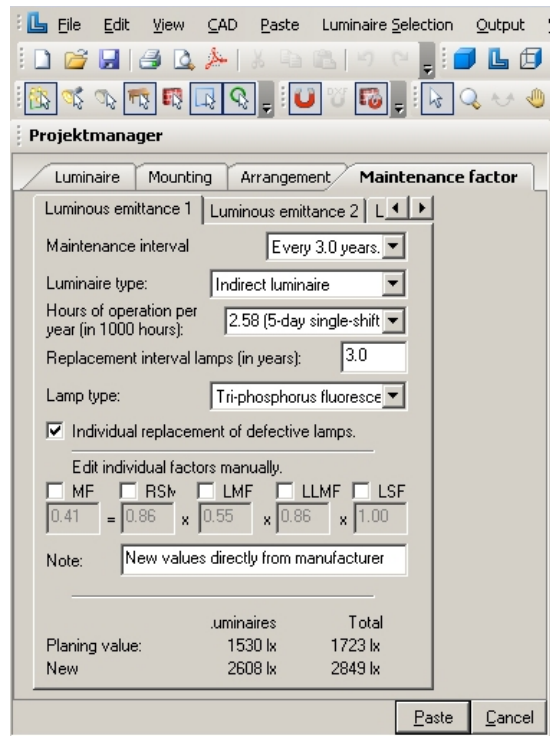 File Edit View CAD Paste Luminaire Selection Output
Projektmanager
Luminaire Mounting Arrangement Maintenance factor
Luminous emittance 1 Luminous emittance 2 L
Maintenance interval Every 3.0 years.
Luminaire type: Indirect luminaire
Hours of operation per
year (in 1000 hours): 2.58 (5-day single-shift
Replacement interval lamps (in years): 3.0
Lamp type: Tri-phosphorus fluoresce
Individual replacement of defective lamps.
Edit individual factors manually.
MF RSM LMF LLMF LSF
0.41 = 0.86 x 0.55 x 0.86 x 1.00
Note: New values directly from manufacturer
.uminaires Total
Planing value: 1530 lx 1723 lx
New 2608 lx 2849 lx
Paste Cancel